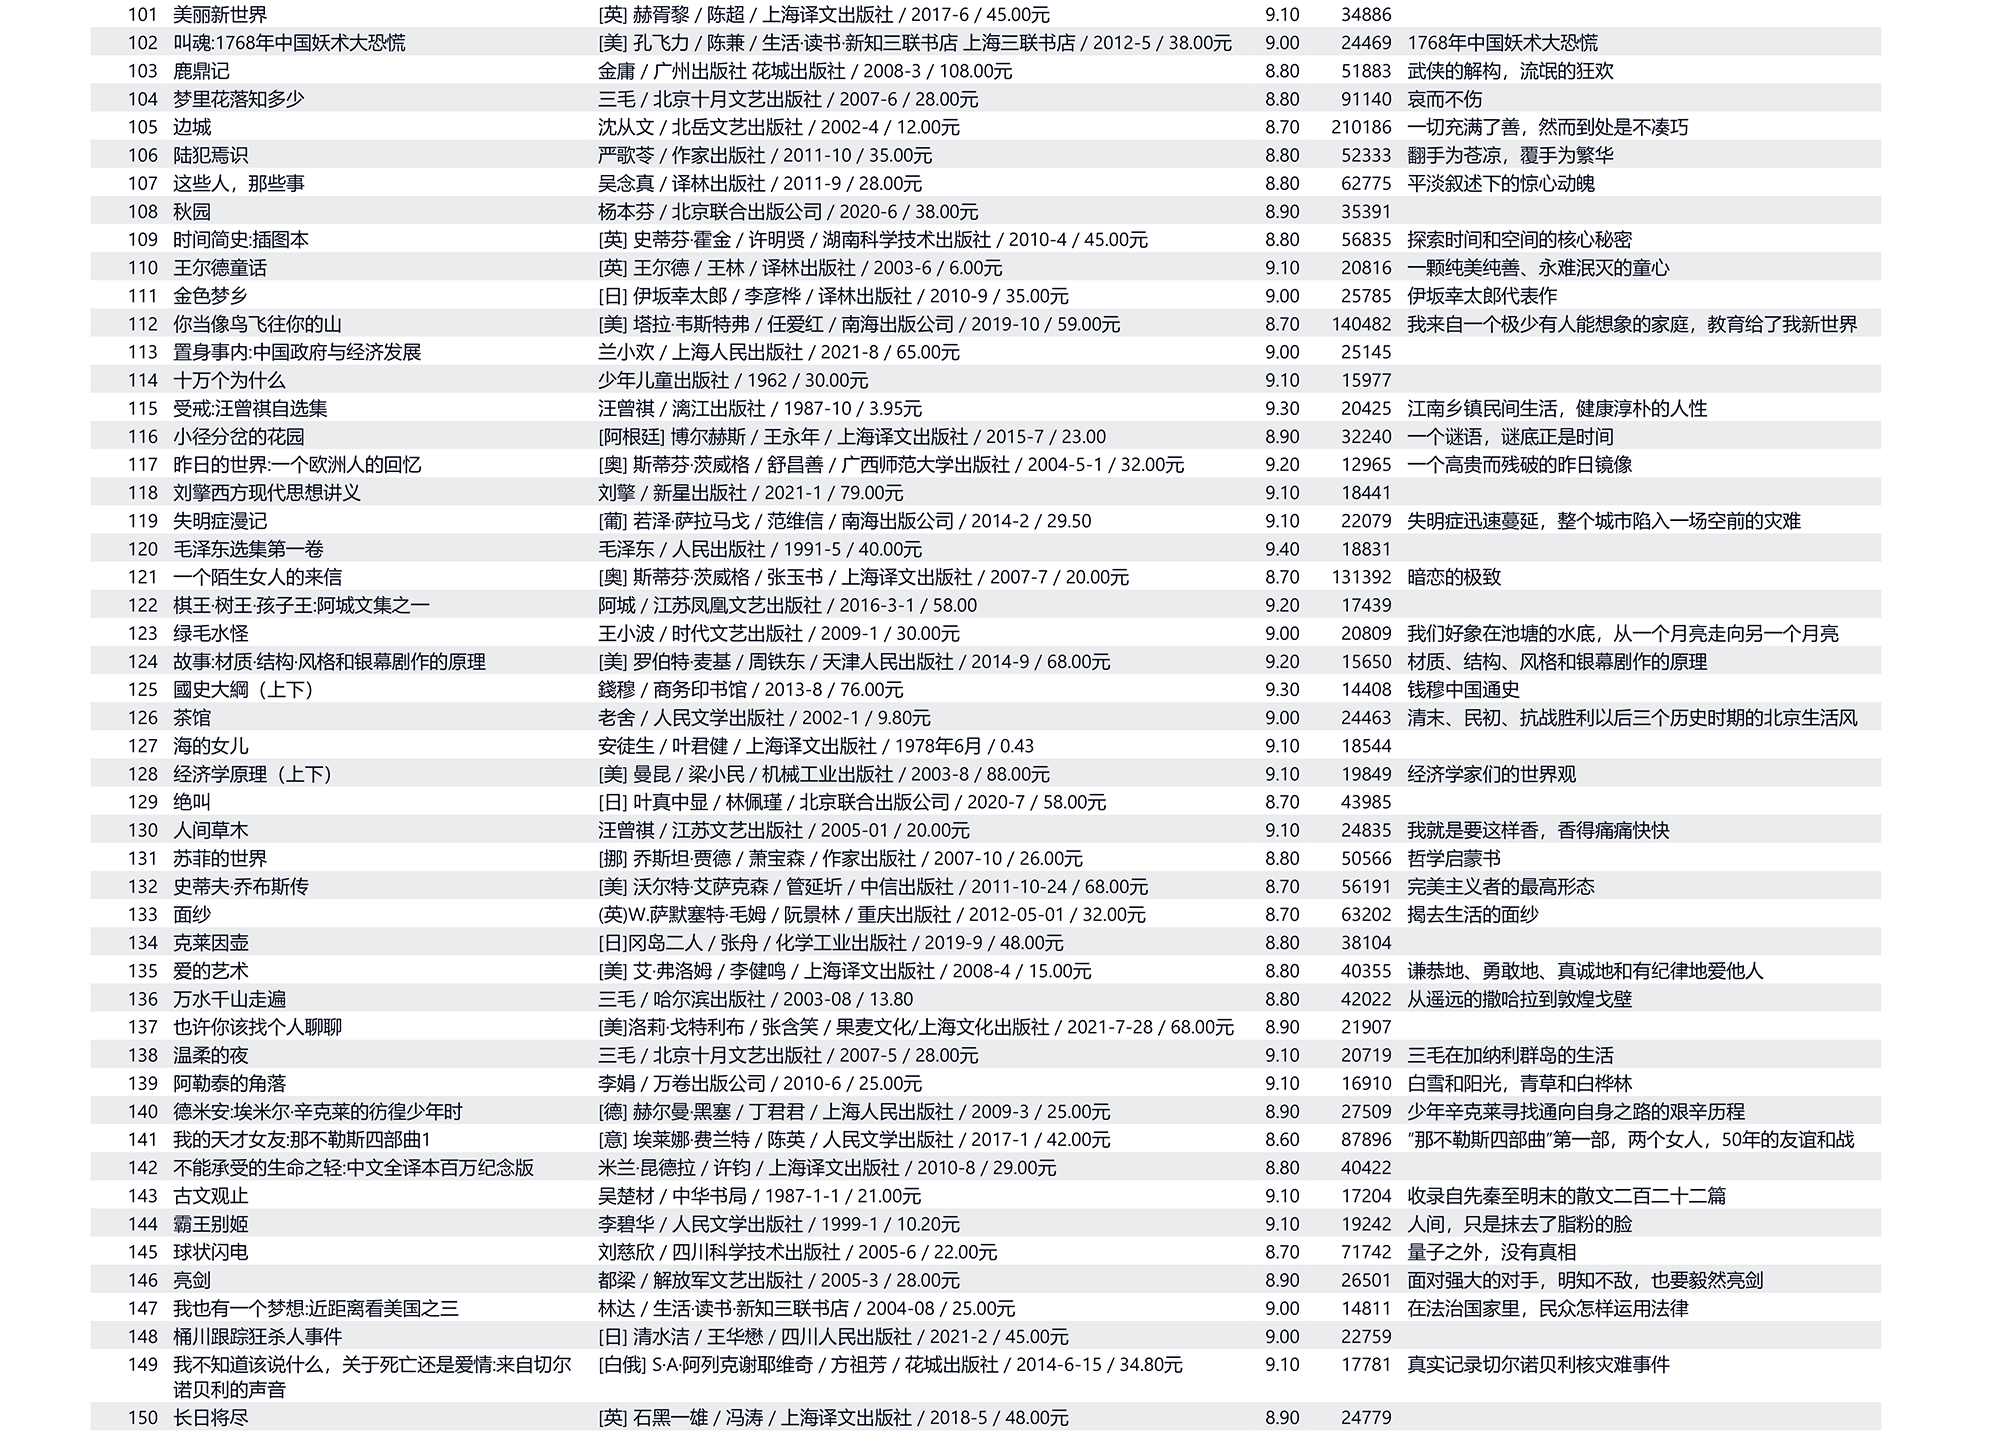 101 美丽新世界 [英] 赫胥黎 / 陈超 / 上海译文出版社 / 2017-6 / 45.00元 9.10 34886
102 叫魂:1768年中国妖术大恐慌 [美] 孔飞力 / 陈兼 / 生活·读书·新知三联书店 上海三联书店 / 2012-5 / 38.00元 9.00 24469 1768年中国妖术大恐慌
103 鹿鼎记 金庸 / 广州出版社 花城出版社 / 2008-3 / 108.00元 8.80 51883 武侠的解构，流氓的狂欢
104 梦里花落知多少 三毛 / 北京十月文艺出版社 / 2007-6 / 28.00元 8.80 91140 哀而不伤
105 边城 沈从文 / 北岳文艺出版社 / 2002-4 / 12.00元 8.70 210186 一切充满了善，然而到处是不凑巧
106 陆犯焉识 严歌苓 / 作家出版社 / 2011-10 / 35.00元 8.80 52333 翻手为苍凉，覆手为繁华
107 这些人，那些事 吴念真 / 译林出版社 / 2011-9 / 28.00元 8.80 62775 平淡叙述下的惊心动魄
108 秋园 杨本芬 / 北京联合出版公司 / 2020-6 / 38.00元 8.90 35391
109 时间简史:插图本 [英] 史蒂芬·霍金 / 许明贤 / 湖南科学技术出版社 / 2010-4 / 45.00元 8.80 56835 探索时间和空间的核心秘密
110 王尔德童话 [英] 王尔德 / 王林 / 译林出版社 / 2003-6 / 6.00元 9.10 20816 一颗纯美纯善、永难泯灭的童心
111 金色梦乡 [日] 伊坂幸太郎 / 李彦桦 / 译林出版社 / 2010-9 / 35.00元 9.00 25785 伊坂幸太郎代表作
112 你当像鸟飞往你的山 [美] 塔拉·韦斯特弗 / 任爱红 / 南海出版公司 / 2019-10 / 59.00元 8.70 140482 我来自一个极少有人能想象的家庭，教育给了我新世界
113 置身事内:中国政府与经济发展 兰小欢 / 上海人民出版社 / 2021-8 / 65.00元 9.00 25145
114 十万个为什么 少年儿童出版社 / 1962 / 30.00元 9.10 15977
115 受戒:汪曾祺自选集 汪曾祺 / 漓江出版社 / 1987-10 / 3.95元 9.30 20425 江南乡镇民间生活，健康淳朴的人性
116 小径分岔的花园 [阿根廷] 博尔赫斯 / 王永年 / 上海译文出版社 / 2015-7 / 23.00 8.90 32240 一个谜语，谜底正是时间
117 昨日的世界:一个欧洲人的回忆 [奥] 斯蒂芬·茨威格 / 舒昌善 / 广西师范大学出版社 / 2004-5-1 / 32.00元 9.20 12965 一个高贵而残破的昨日镜像
118 刘擎西方现代思想讲义 刘擎 / 新星出版社 / 2021-1 / 79.00元 9.10 18441
119 失明症漫记 [葡] 若泽·萨拉马戈 / 范维信 / 南海出版公司 / 2014-2 / 29.50 9.10 22079 失明症迅速蔓延，整个城市陷入一场空前的灾难
120 毛泽东选集第一卷 毛泽东 / 人民出版社 / 1991-5 / 40.00元 9.40 18831
121 一个陌生女人的来信 [奥] 斯蒂芬·茨威格 / 张玉书 / 上海译文出版社 / 2007-7 / 20.00元 8.70 131392 暗恋的极致
122 棋王·树王·孩子王:阿城文集之一 阿城 / 江苏凤凰文艺出版社 / 2016-3-1 / 58.00 9.20 17439
123 绿毛水怪 王小波 / 时代文艺出版社 / 2009-1 / 30.00元 9.00 20809 我们好象在池塘的水底，从一个月亮走向另一个月亮
124 故事:材质·结构·风格和银幕剧作的原理 [美] 罗伯特·麦基 / 周铁东 / 天津人民出版社 / 2014-9 / 68.00元 9.20 15650 材质、结构、风格和银幕剧作的原理
125 國史大綱（上下） 錢穆 / 商务印书馆 / 2013-8 / 76.00元 9.30 14408 钱穆中国通史
126 茶馆 老舍 / 人民文学出版社 / 2002-1 / 9.80元 9.00 24463 清末、民初、抗战胜利以后三个历史时期的北京生活风
127 海的女儿 安徒生 / 叶君健 / 上海译文出版社 / 1978年6月 / 0.43 9.10 18544
128 经济学原理（上下） [美] 曼昆 / 梁小民 / 机械工业出版社 / 2003-8 / 88.00元 9.10 19849 经济学家们的世界观
129 绝叫 [日] 叶真中显 / 林佩瑾 / 北京联合出版公司 / 2020-7 / 58.00元 8.70 43985
130 人间草木 汪曾祺 / 江苏文艺出版社 / 2005-01 / 20.00元 9.10 24835 我就是要这样香，香得痛痛快快
131 苏菲的世界 [挪] 乔斯坦·贾德 / 萧宝森 / 作家出版社 / 2007-10 / 26.00元 8.80 50566 哲学启蒙书
132 史蒂夫·乔布斯传 [美] 沃尔特·艾萨克森 / 管延圻 / 中信出版社 / 2011-10-24 / 68.00元 8.70 56191 完美主义者的最高形态
133 面纱 (英)W.萨默塞特·毛姆 / 阮景林 / 重庆出版社 / 2012-05-01 / 32.00元 8.70 63202 揭去生活的面纱
134 克莱因壶 [日]冈岛二人 / 张舟 / 化学工业出版社 / 2019-9 / 48.00元 8.80 38104
135 爱的艺术 [美] 艾·弗洛姆 / 李健鸣 / 上海译文出版社 / 2008-4 / 15.00元 8.80 40355 谦恭地、勇敢地、真诚地和有纪律地爱他人
136 万水千山走遍 三毛 / 哈尔滨出版社 / 2003-08 / 13.80 8.80 42022 从遥远的撒哈拉到敦煌戈壁
137 也许你该找个人聊聊 [美]洛莉·戈特利布 / 张含笑 / 果麦文化/上海文化出版社 / 2021-7-28 / 68.00元 8.90 21907
138 温柔的夜 三毛 / 北京十月文艺出版社 / 2007-5 / 28.00元 9.10 20719 三毛在加纳利群岛的生活
139 阿勒泰的角落 李娟 / 万卷出版公司 / 2010-6 / 25.00元 9.10 16910 白雪和阳光，青草和白桦林
140 德米安:埃米尔·辛克莱的彷徨少年时 [德] 赫尔曼·黑塞 / 丁君君 / 上海人民出版社 / 2009-3 / 25.00元 8.90 27509 少年辛克莱寻找通向自身之路的艰辛历程
141 我的天才女友:那不勒斯四部曲1 [意] 埃莱娜·费兰特 / 陈英 / 人民文学出版社 / 2017-1 / 42.00元 8.60 87896 "那不勒斯四部曲"第一部，两个女人，50年的友谊和战
142 不能承受的生命之轻:中文全译本百万纪念版 米兰·昆德拉 / 许钧 / 上海译文出版社 / 2010-8 / 29.00元 8.80 40422
143 古文观止 吴楚材 / 中华书局 / 1987-1-1 / 21.00元 9.10 17204 收录自先秦至明末的散文二百二十二篇
144 霸王别姬 李碧华 / 人民文学出版社 / 1999-1 / 10.20元 9.10 19242 人间，只是抹去了脂粉的脸
145 球状闪电 刘慈欣 / 四川科学技术出版社 / 2005-6 / 22.00元 8.70 71742 量子之外，没有真相
146 亮剑 都梁 / 解放军文艺出版社 / 2005-3 / 28.00元 8.90 26501 面对强大的对手，明知不敌，也要毅然亮剑
147 我也有一个梦想:近距离看美国之三 林达 / 生活·读书·新知三联书店 / 2004-08 / 25.00元 9.00 14811 在法治国家里，民众怎样运用法律
148 桶川跟踪狂杀人事件 [日] 清水洁 / 王华懋 / 四川人民出版社 / 2021-2 / 45.00元 9.00 22759
149 我不知道该说什么，关于死亡还是爱情:来自切尔 [白俄] S·A·阿列克谢耶维奇 / 方祖芳 / 花城出版社 / 2014-6-15 / 34.80元 9.10 17781 真实记录切尔诺贝利核灾难事件
诺贝利的声音
150 长日将尽 [英] 石黑一雄 / 冯涛 / 上海译文出版社 / 2018-5 / 48.00元 8.90 24779